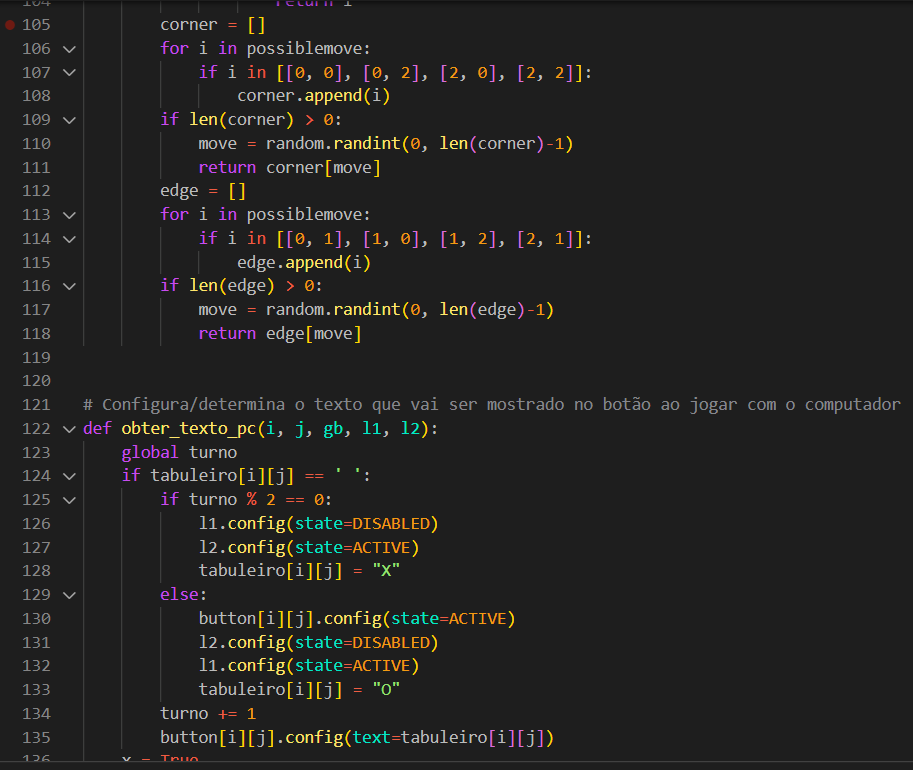 104                     return i
105         corner = []
106         for i in possiblemove:
107             if i in [[0, 0], [0, 2], [2, 0], [2, 2]]:
108                 corner.append(i)
109         if len(corner) > 0:
110             move = random.randint(0, len(corner)-1)
111             return corner[move]
112         edge = []
113         for i in possiblemove:
114             if i in [[0, 1], [1, 0], [1, 2], [2, 1]]:
115                 edge.append(i)
116         if len(edge) > 0:
117             move = random.randint(0, len(edge)-1)
118             return edge[move]
119
120
121 # Configura/determina o texto que vai ser mostrado no botão ao jogar com o computador
122 def obter_texto_pc(i, j, gb, l1, l2):
123     global turno
124     if tabuleiro[i][j] == ' ':
125         if turno % 2 == 0:
126             l1.config(state=DISABLED)
127             l2.config(state=ACTIVE)
128             tabuleiro[i][j] = "X"
129         else:
130             button[i][j].config(state=ACTIVE)
131             l2.config(state=DISABLED)
132             l1.config(state=ACTIVE)
133             tabuleiro[i][j] = "O"
134         turno += 1
135         button[i][j].config(text=tabuleiro[i][j])
136     x = True